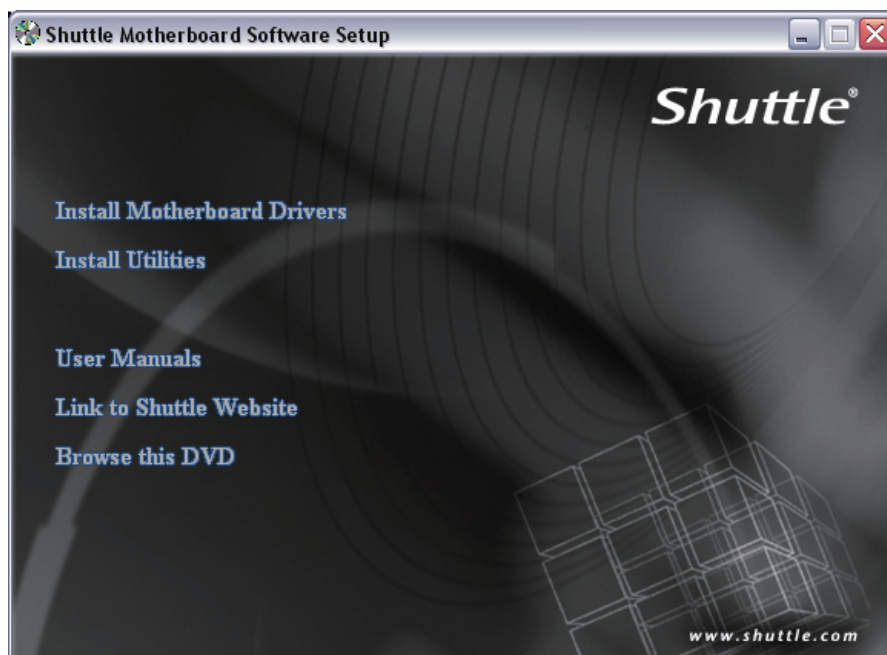 Shuttle Motherboard Software Setup
Shuttle®
Install Motherboard Drivers
Install Utilities
User Manuals
Link to Shuttle Website
Browse this DVD
www.shuttle.com